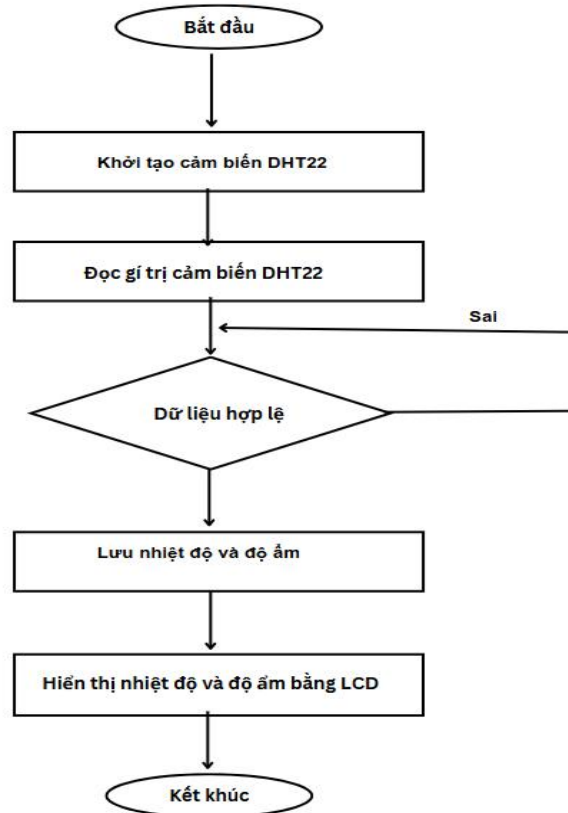 Bắt đầu
Khởi tạo cảm biến DHT22
Đọc gí trị cảm biến DHT22
Sai
Dữ liệu hợp lệ
Lưu nhiệt độ và độ ẩm
Hiển thị nhiệt độ và độ ẩm bằng LCD
Kết khúc